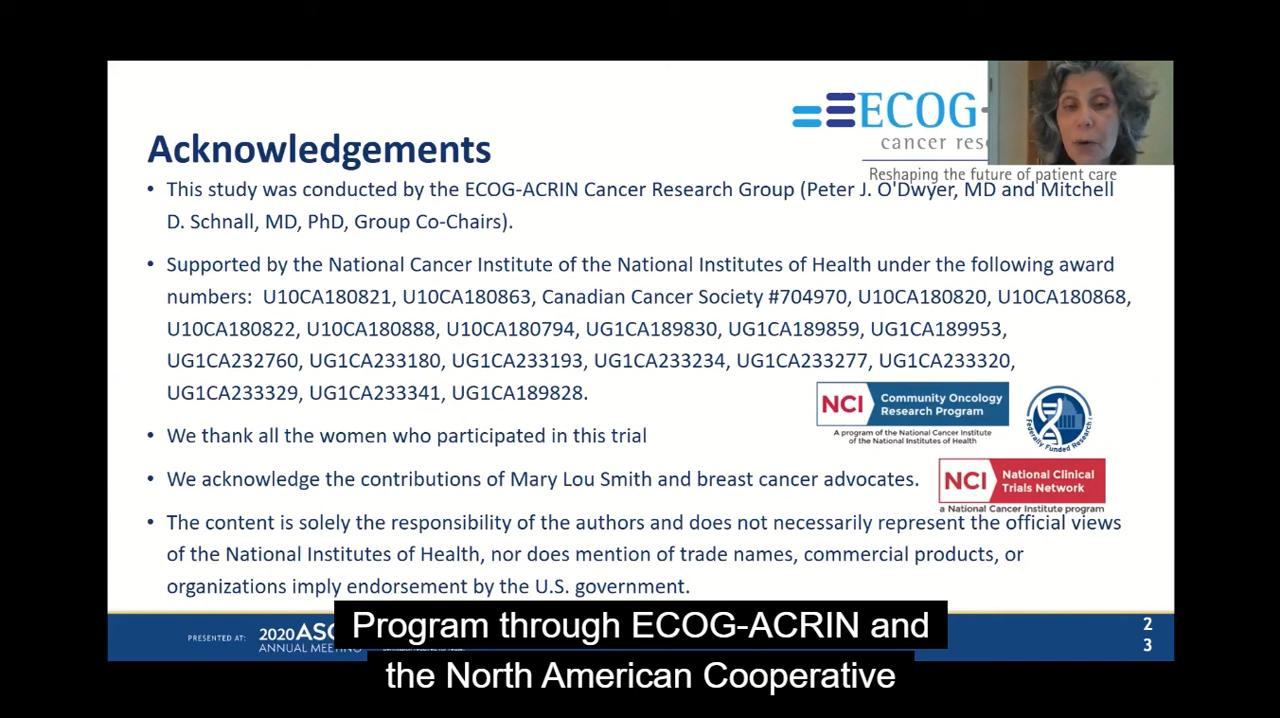 ECOG-
cancer res
Reshaping the future of patient care
Acknowledgements
• This study was conducted by the ECOG-ACRIN Cancer Research Group (Peter J. O'Dwyer, MD and Mitchell
D. Schnall, MD, PhD, Group Co-Chairs).
• Supported by the National Cancer Institute of the National Institutes of Health under the following award
numbers: U10CA180821, U10CA180863, Canadian Cancer Society #704970, U10CA180820, U10CA180868,
U10CA180822, U10CA180888, U10CA180794, UG1CA189830, UG1CA189859, UG1CA189953,
UG1CA232760, UG1CA233180, UG1CA233193, UG1CA233234, UG1CA233277, UG1CA233320,
UG1CA233329, UG1CA233341, UG1CA189828.
NCI Community Oncology
Research Program
A program of the National Cancer Institute
of the National Institutes of Health
Federally Funded Research
• We thank all the women who participated in this trial
• We acknowledge the contributions of Mary Lou Smith and breast cancer advocates.
NCI National Clinical
Trials Network
a National Cancer Institute program
• The content is solely the responsibility of the authors and does not necessarily represent the official views
of the National Institutes of Health, nor does mention of trade names, commercial products, or
organizations imply endorsement by the U.S. government.
PRESENTED AT: 2020 ASC
ANNUAL MEETING
2
3
Program through ECOG-ACRIN and
the North American Cooperative